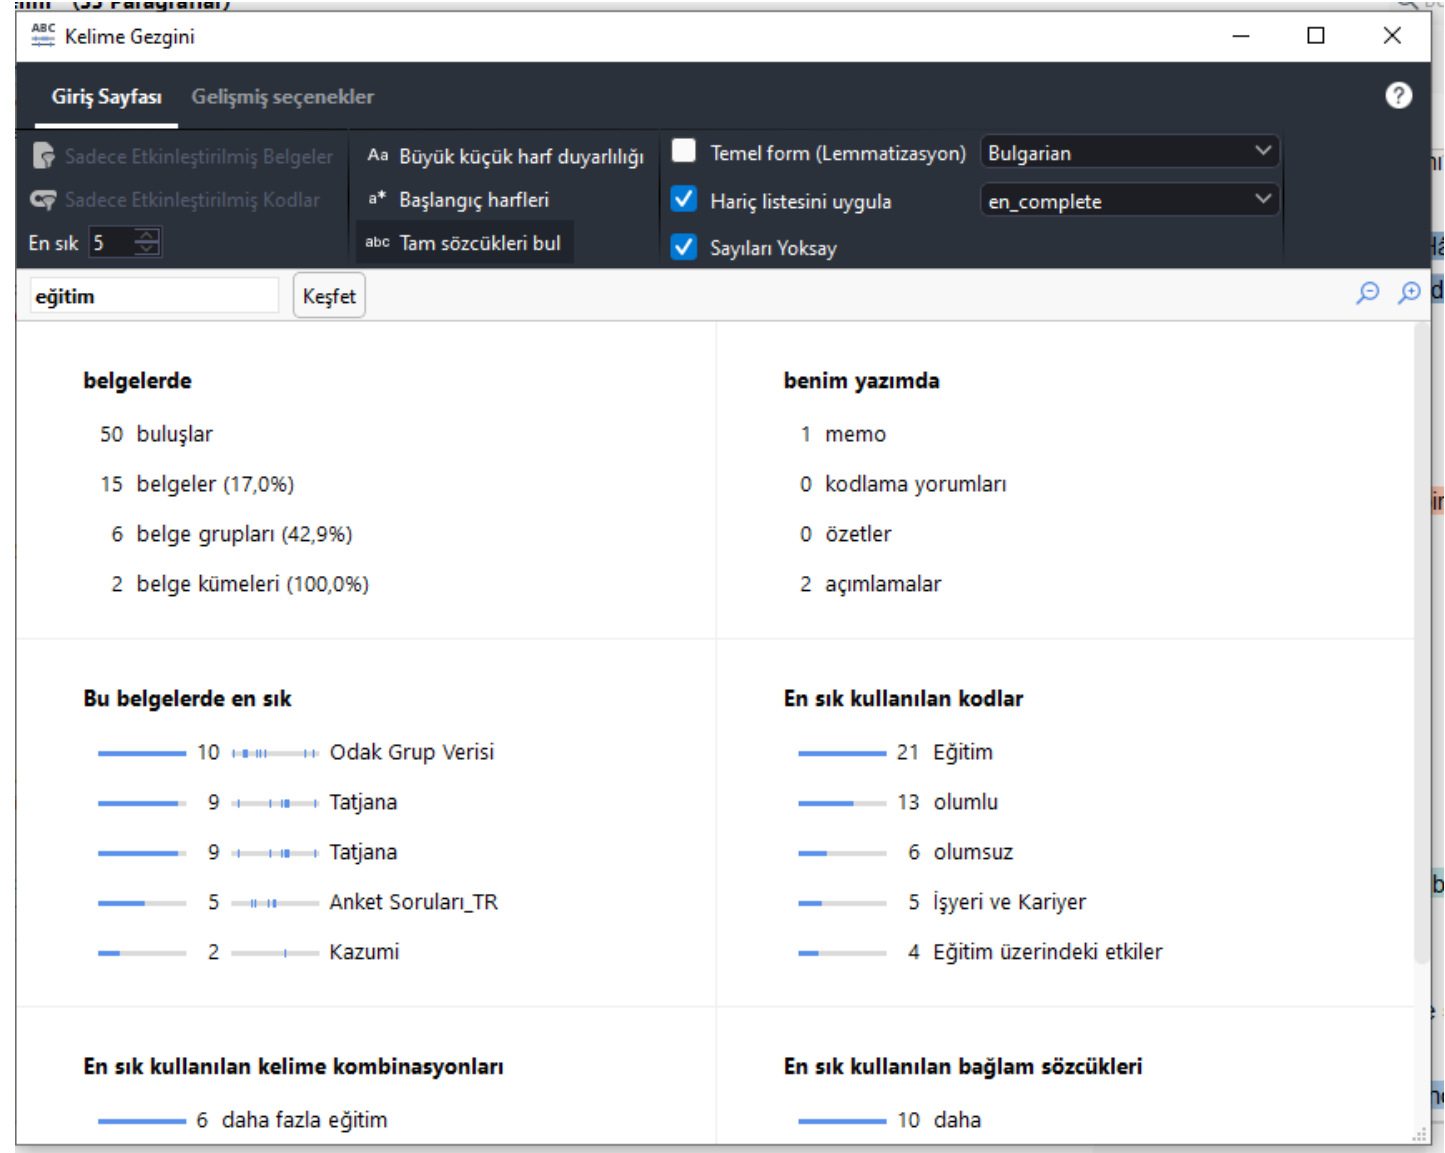 (33 Paragraflar)
ABC Kelime Gezgini
Giriş Sayfası Gelişmiş seçenekler
Sadece Etkinleştirilmiş Belgeler
Sadece Etkinleştirilmiş Kodlar
En sık 5
Aa Büyük küçük harf duyarlılığı
a* Başlangıç harfleri
abc Tam sözcükleri bul
Temel form (Lemmatizasyon) Bulgarian
Hariç listesini uygula en_complete
Sayıları Yoksay
eğitim Keşfet
belgelerde
50 buluşlar
15 belgeler (17,0%)
6 belge grupları (42,9%)
2 belge kümeleri (100,0%)
benim yazımda
1 memo
0 kodlama yorumları
0 özetler
2 açımlamalar
Bu belgelerde en sık
10 Odak Grup Verisi
9 Tatjana
9 Tatjana
5 Anket Soruları_TR
2 Kazumi
En sık kullanılan kodlar
21 Eğitim
13 olumlu
6 olumsuz
5 İşyeri ve Kariyer
4 Eğitim üzerindeki etkiler
En sık kullanılan kelime kombinasyonları
6 daha fazla eğitim
En sık kullanılan bağlam sözcükleri
10 daha